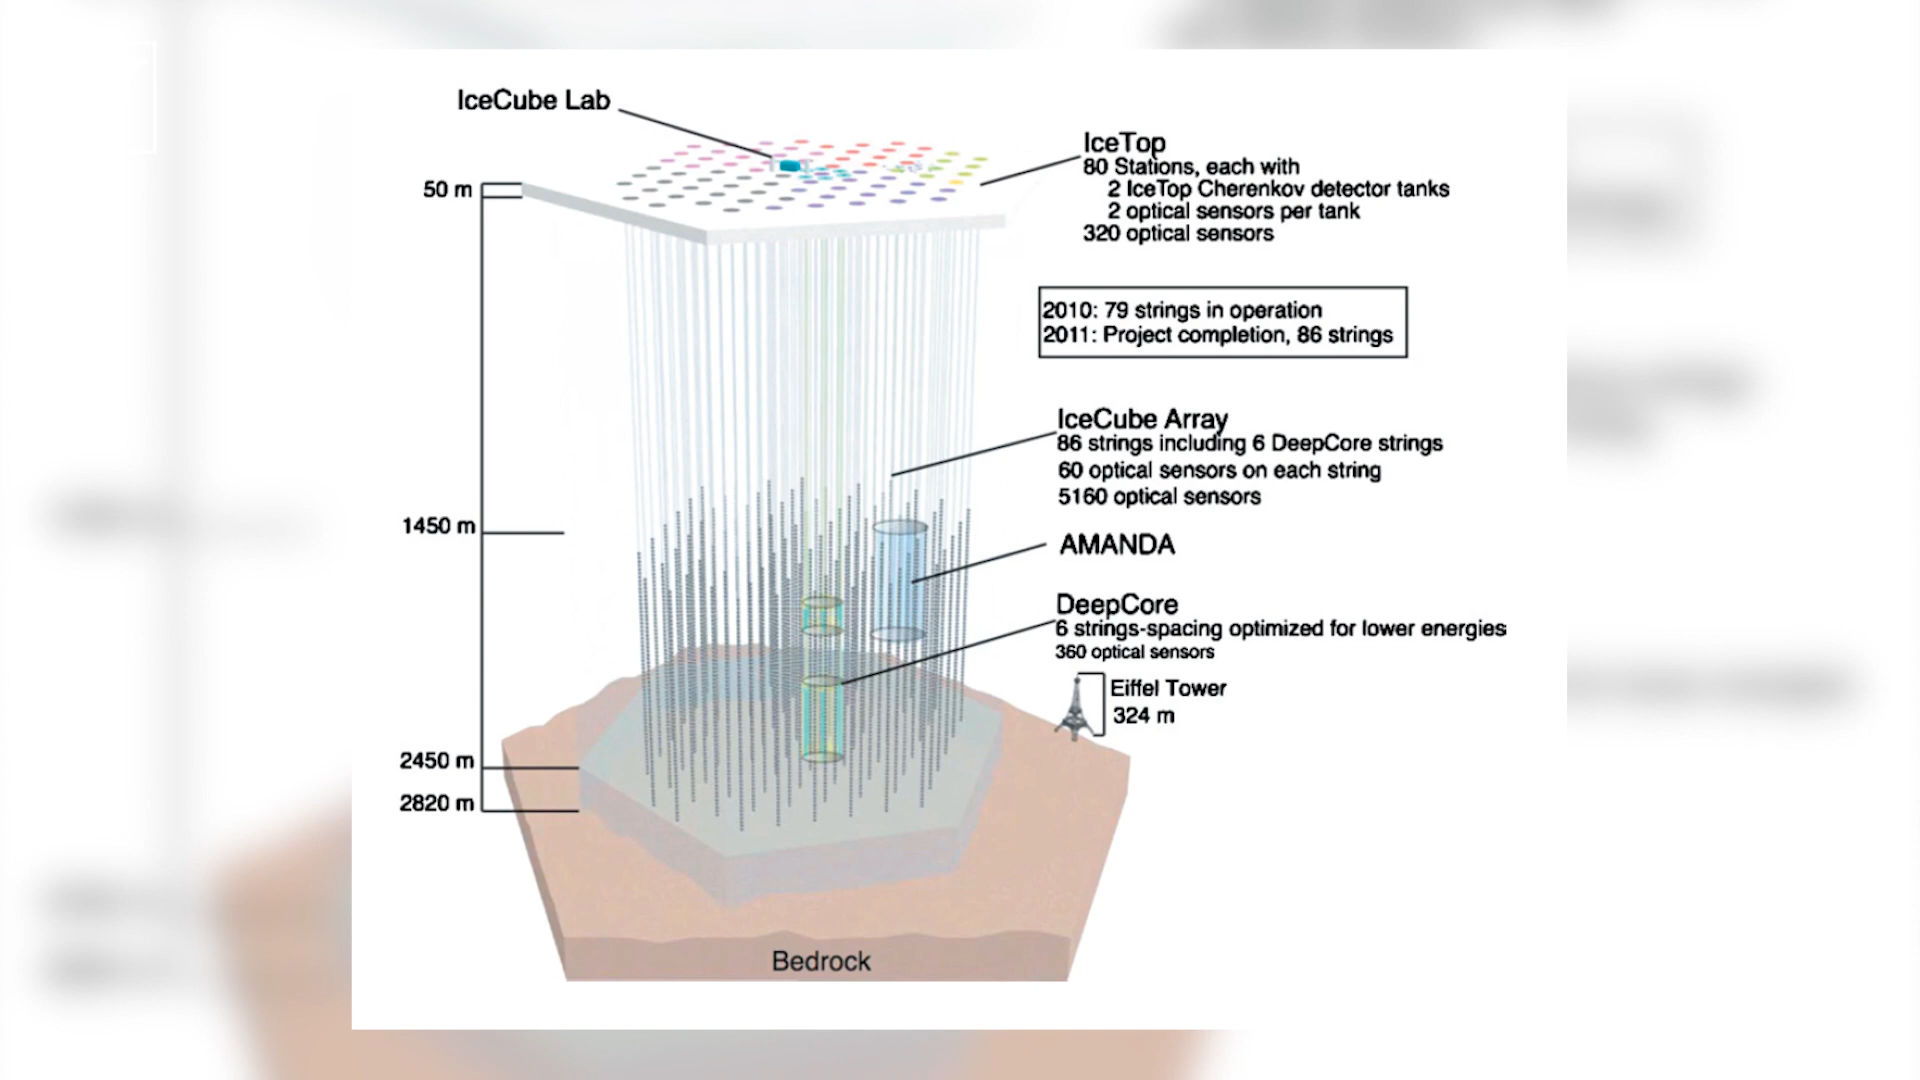 IceCube Lab
50 m
1450 m
2450 m
2820 m
IceTop
80 Stations, each with
2 IceTop Cherenkov detector tanks
2 optical sensors per tank
320 optical sensors
2010: 79 strings in operation
2011: Project completion, 86 strings
IceCube Array
86 strings including 6 DeepCore strings
60 optical sensors on each string
5160 optical sensors
AMANDA
DeepCore
6 strings-spacing optimized for lower energies
360 optical sensors
Eiffel Tower
324 m
Bedrock